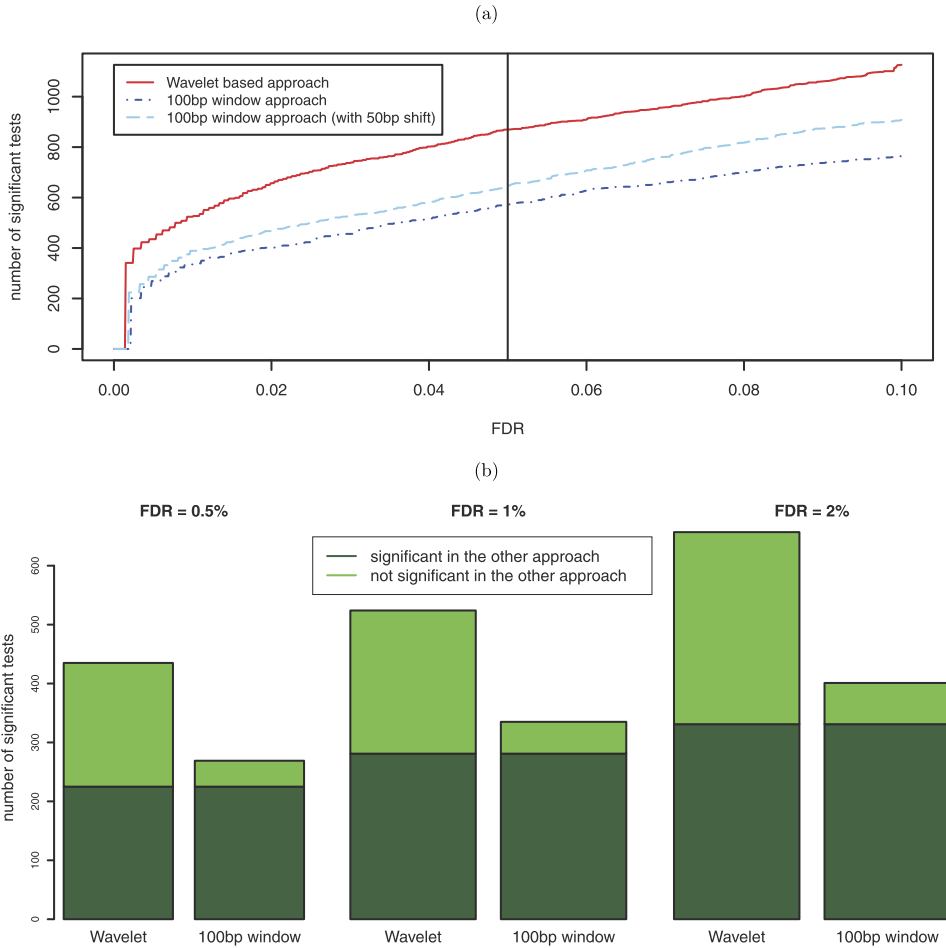 (a)
Wavelet based approach
100bp window approach
100bp window approach (with 50bp shift)
number of significant tests
0
200
400
600
800
1000
0.00 0.02 0.04 0.06 0.08 0.10
FDR
(b)
FDR = 0.5% FDR = 1% FDR = 2%
significant in the other approach
not significant in the other approach
number of significant tests
0
100
200
300
400
500
600
Wavelet 100bp window Wavelet 100bp window Wavelet 100bp window